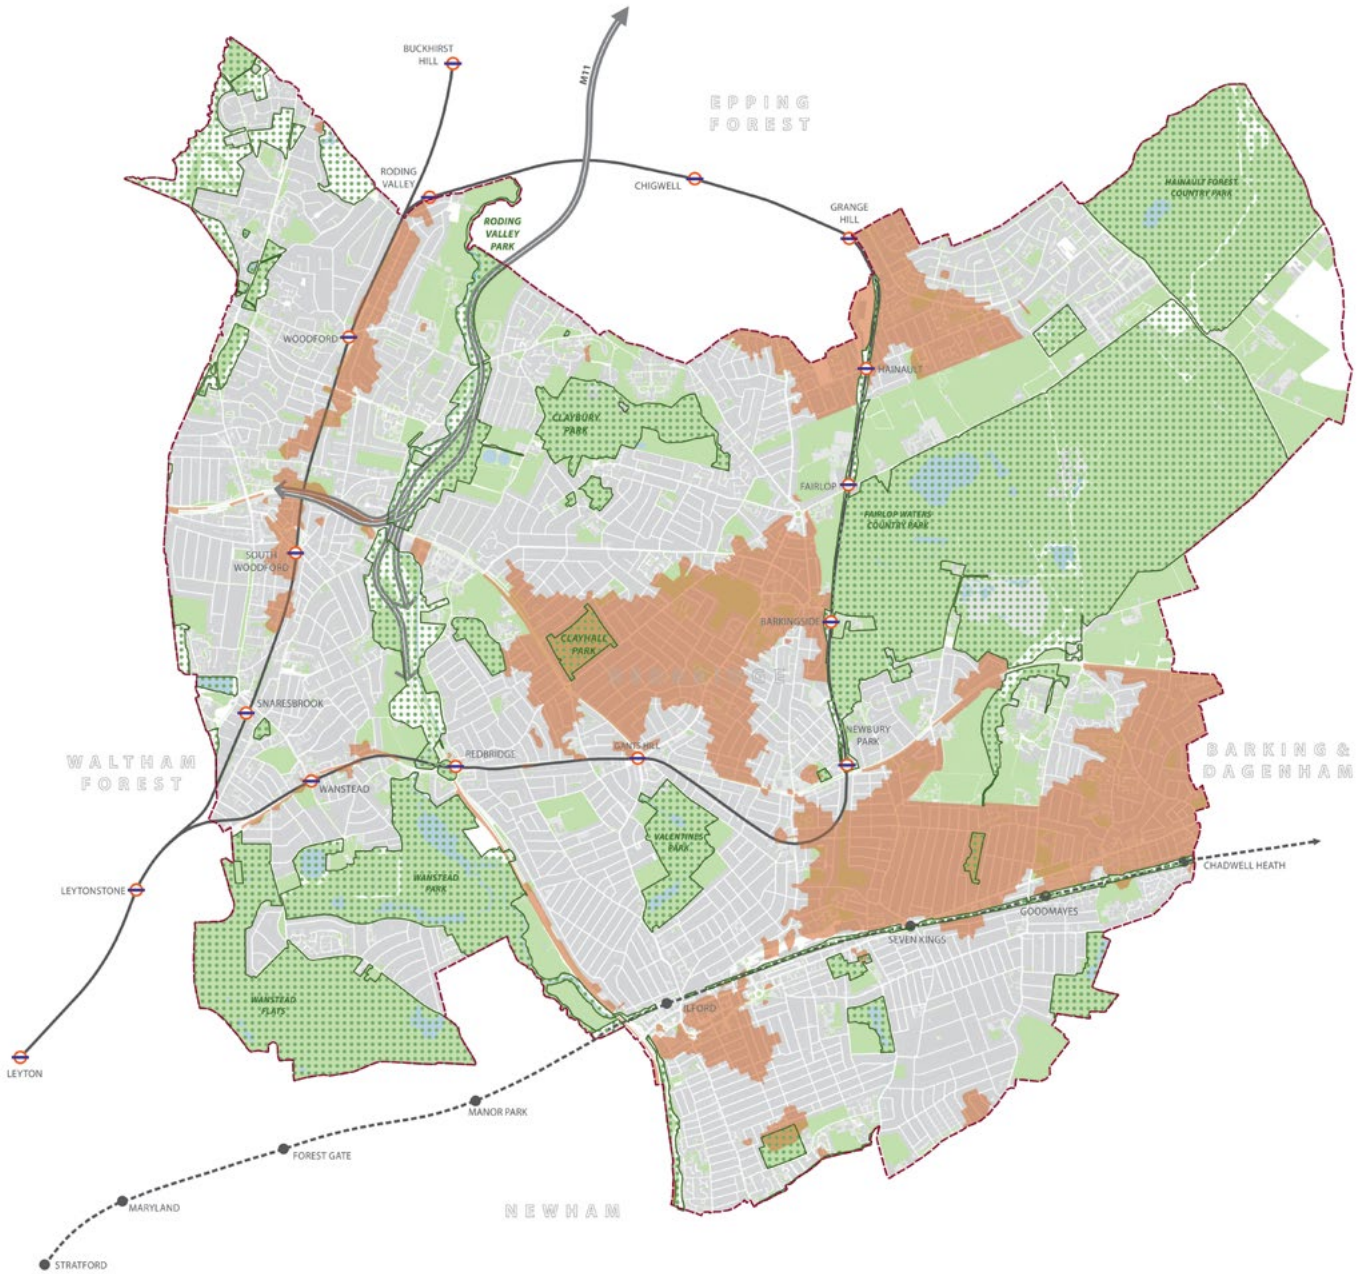 BUCKHIRST
HILL
M11
EPPING
FOREST
RODING
VALLEY
CHIGWELL
HAINAULT FOREST
COUNTRY PARK
GRANGE
HILL
RODING
VALLEY
PARK
WOODFORD
HAINAULT
CLAYBURY
PARK
FAIRLOP
FAIRLOP WATERS
COUNTRY PARK
SOUTH
WOODFORD
BARKINGSIDE
CLAYHALL
PARK
REDBRIDGE
SNARESBROOK
NEWBURY
PARK
WALTHAM
FOREST
REDBRIDGE
GANTS HILL
BARKING &
DAGENHAM
WANSTEAD
VALENTINES
PARK
CHADWELL HEATH
WANSTEAD
PARK
LEYTONSTONE
GOODMAYES
SEVEN KINGS
WANSTEAD
FLATS
ILFORD
LEYTON
MANOR PARK
FOREST GATE
MARYLAND
NEWHAM
STRATFORD